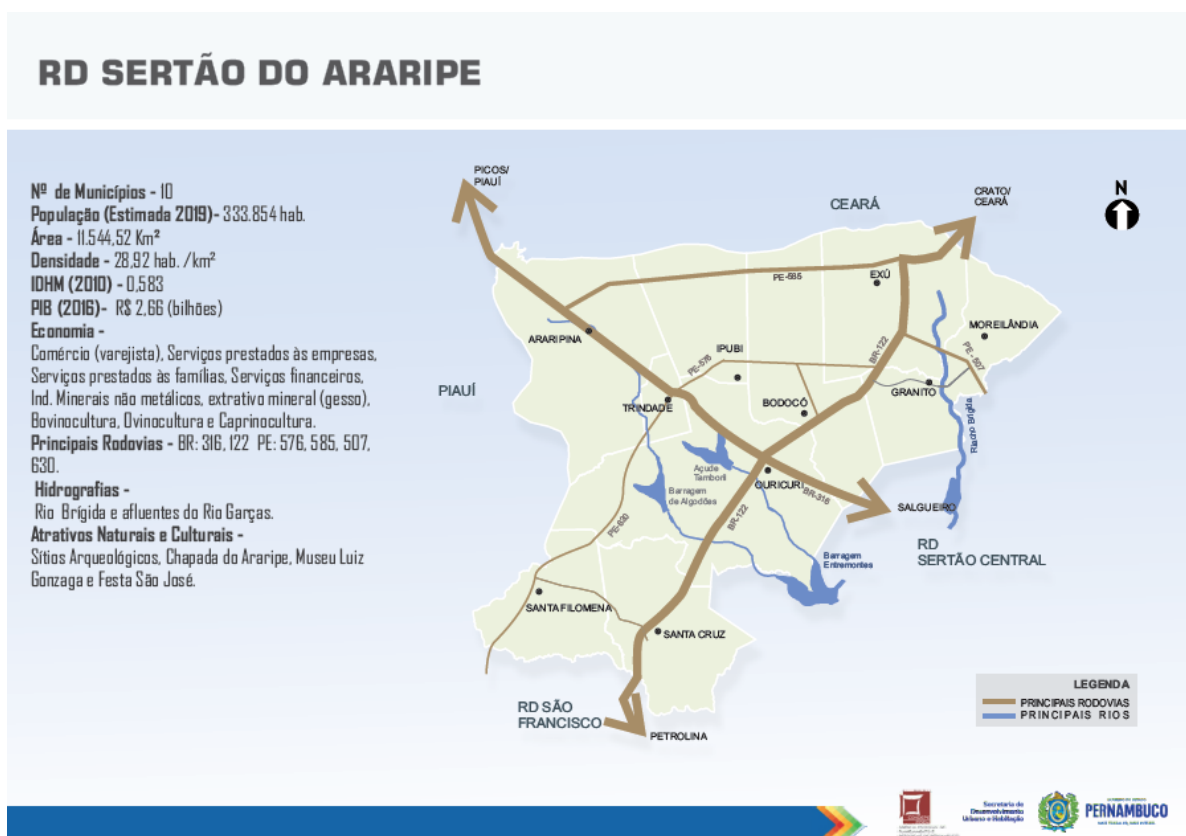 RD SERTÃO DO ARARIPE
Nº de Municípios - 10
População (Estimada 2019)- 333.854 hab.
Área - 11.544,52 Km²
Densidade - 28,92 hab. /km²
IDHM (2010) - 0,583
PIB (2016)- R$ 2,66 (bilhões)
Economia -
Comércio (varejista), Serviços prestados às empresas,
Serviços prestados às famílias, Serviços financeiros,
Ind. Minerais não metálicos, extrativo mineral (gesso),
Bovinocultura, Ovinocultura e Caprinocultura.
Principais Rodovias - BR: 316, 122 PE: 576, 585, 507,
630.
Hidrografias -
Rio Brígida e afluentes do Rio Garças.
Atrativos Naturais e Culturais -
Sítios Arqueológicos, Chapada do Araripe, Museu Luiz
Gonzaga e Festa São José.
PICOS/
PIAUÍ
CEARÁ
CRATO/
CEARÁ
N
PE-585
EXÚ
ARARIPINA
IPUBI
MOREILÂNDIA
BR-122
PE - 507
PE-576
PIAUÍ
TRINDADE
BODOCÓ
GRANITO
Riacho Brígida
Açude
Tamboril
OURICURI
Barragem
de Algodões
BR-316
SALGUEIRO
PE-630
BR-122
RD
SERTÃO CENTRAL
Barragem
Entremontes
SANTA FILOMENA
SANTA CRUZ
RD SÃO
FRANCISCO
PETROLINA
LEGENDA
PRINCIPAIS RODOVIAS
PRINCIPAIS RIOS
Secretaria de
Desenvolvimento
Urbano e Habitação
PERNAMBUCO